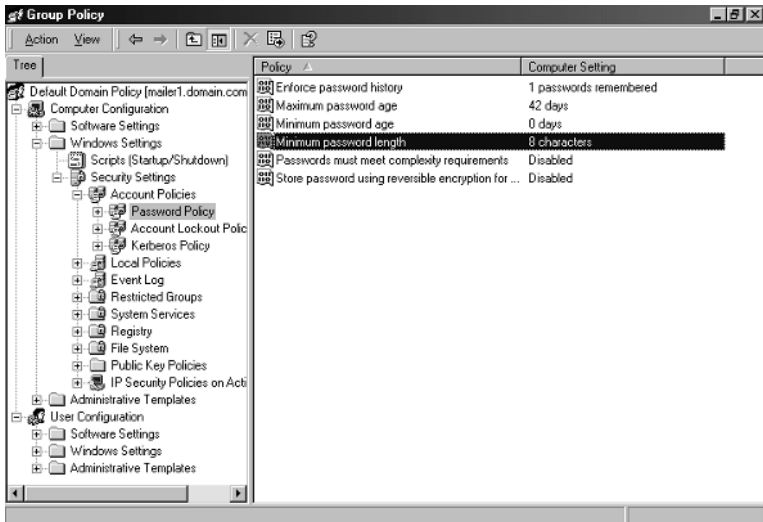 Group Policy
Action View
Tree
Policy Computer Setting
Default Domain Policy [mailer1.domain.com
Computer Configuration
Software Settings
Windows Settings
Scripts (Startup/Shutdown)
Security Settings
Account Policies
Password Policy
Account Lockout Polic
Kerberos Policy
Local Policies
Event Log
Restricted Groups
System Services
Registry
File System
Public Key Policies
IP Security Policies on Acti
Administrative Templates
User Configuration
Software Settings
Windows Settings
Administrative Templates
Enforce password history 1 passwords remembered
Maximum password age 42 days
Minimum password age 0 days
Minimum password length 8 characters
Passwords must meet complexity requirements Disabled
Store password using reversible encryption for ... Disabled